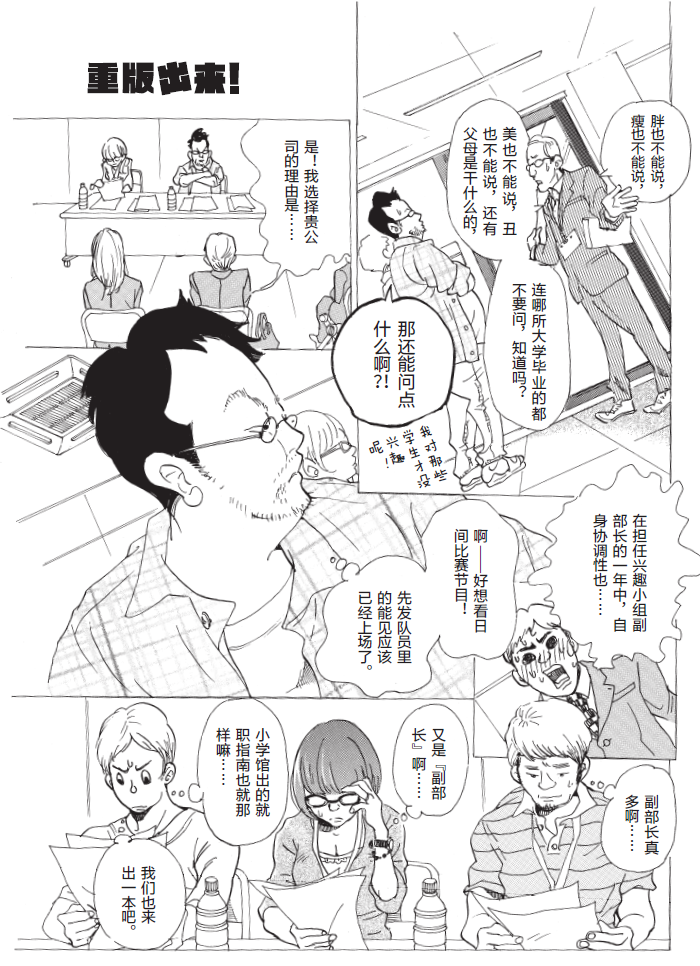 重版出来!
胖也不能说,
瘦也不能说,
美也不能说,丑
也不能说,还有
父母是干什么的,
连哪所大学毕业的都
不要问,知道吗?
那还能问点
什么啊?!
我对那些
学生才没
兴趣
呢!
是!我选择贵公
司的理由是……
在担任兴趣小组副
部长的一年中,自
身协调性也……
啊——好想看日
间比赛节目!
先发队员里
的能见应该
已经上场了。
副部长真
多啊……
又是『副部
长』啊……
小学馆出的就
职指南也就那
样嘛……
我们也来
出一本吧。